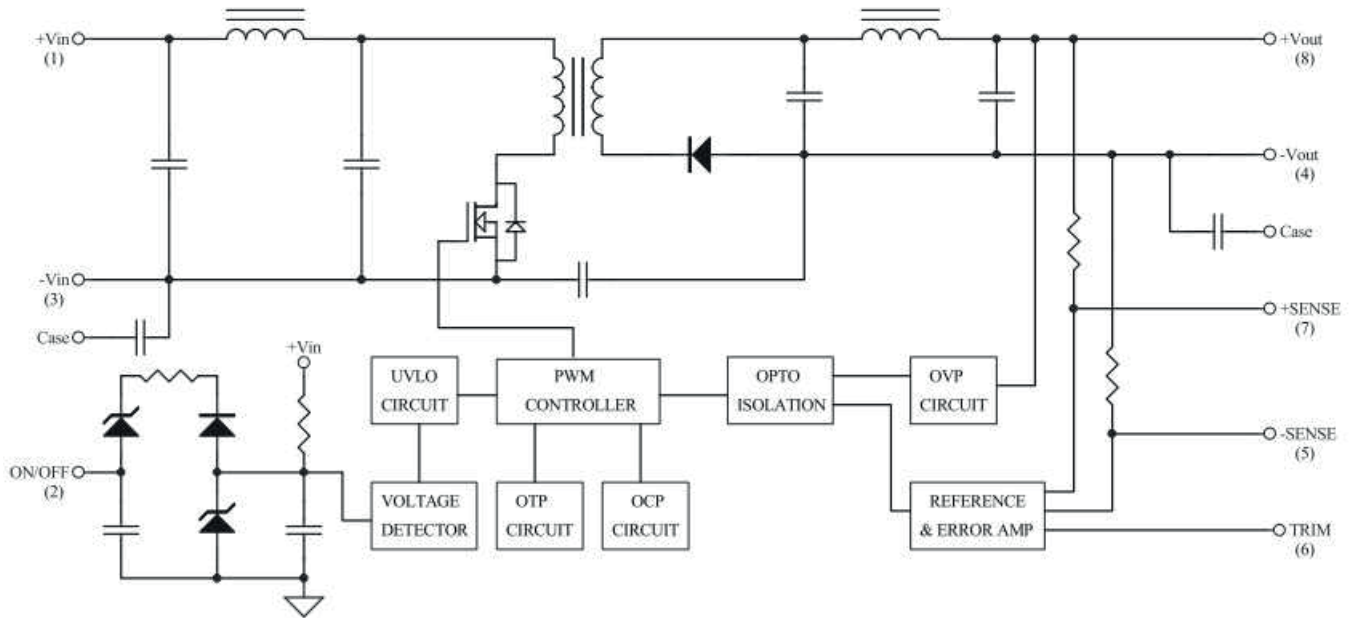 +Vin
(1)
+Vout
(8)
-Vout
(4)
Case
-Vin
(3)
Case
+SENSE
(7)
+Vin
UVLO
CIRCUIT
PWM
CONTROLLER
OPTO
ISOLATION
OVP
CIRCUIT
-SENSE
(5)
ON/OFF
(2)
VOLTAGE
DETECTOR
OTP
CIRCUIT
OCP
CIRCUIT
REFERENCE
& ERROR AMP
TRIM
(6)